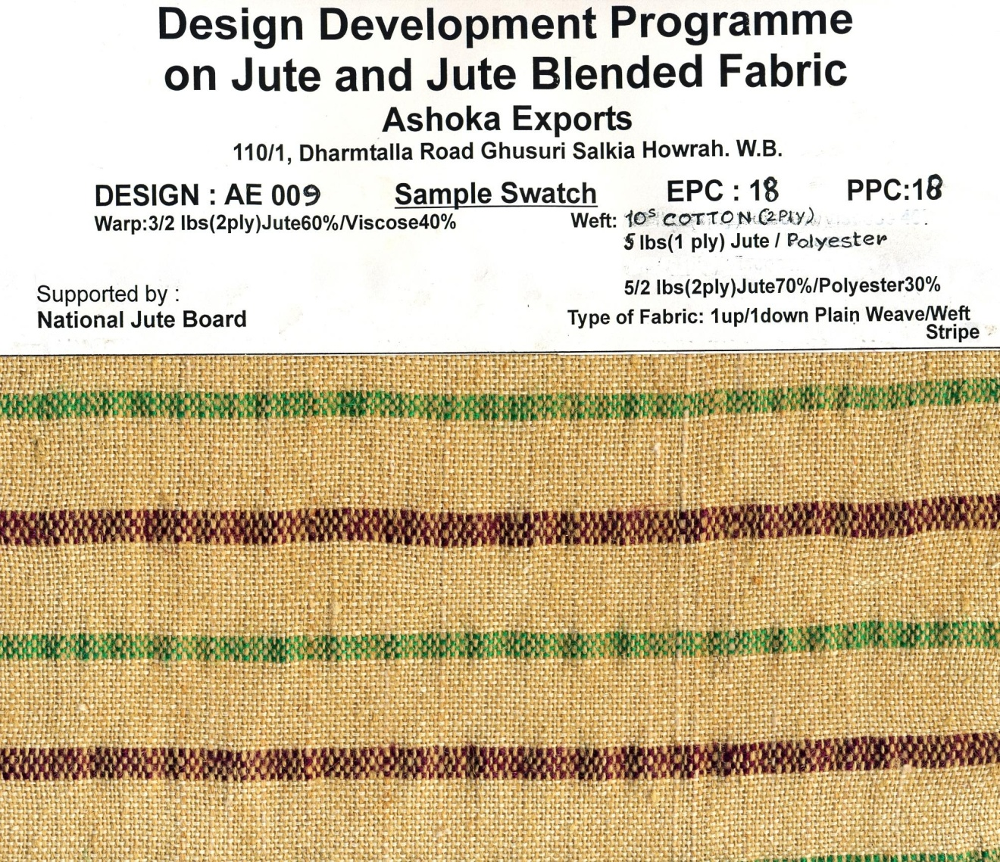 Design Development Programme
on Jute and Jute Blended Fabric
Ashoka Exports
110/1, Dharmtalla Road Ghusuri Salkia Howrah. W.B.
DESIGN : AE 009 Sample Swatch EPC : 18 PPC:18
Warp:3/2 lbs(2ply)Jute60%/Viscose40% Weft: 10s COTTON (2PLY)
5 lbs(1 ply) Jute / Polyester
5/2 lbs(2ply)Jute70%/Polyester30%
Supported by :
National Jute Board
Type of Fabric: 1up/1down Plain Weave/Weft
Stripe